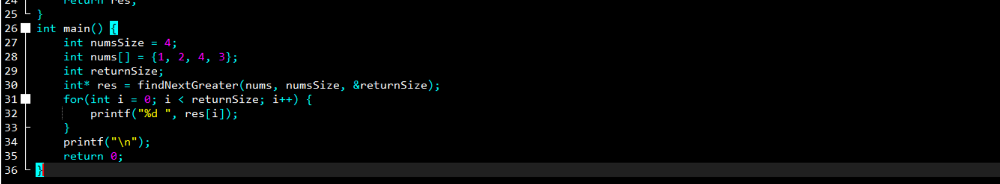 24 return res;
25 }
26 int main() {
27 int numsSize = 4;
28 int nums[] = {1, 2, 4, 3};
29 int returnSize;
30 int* res = findNextGreater(nums, numsSize, &returnSize);
31 for(int i = 0; i < returnSize; i++) {
32 printf("%d ", res[i]);
33 }
34 printf("\n");
35 return 0;
36 }